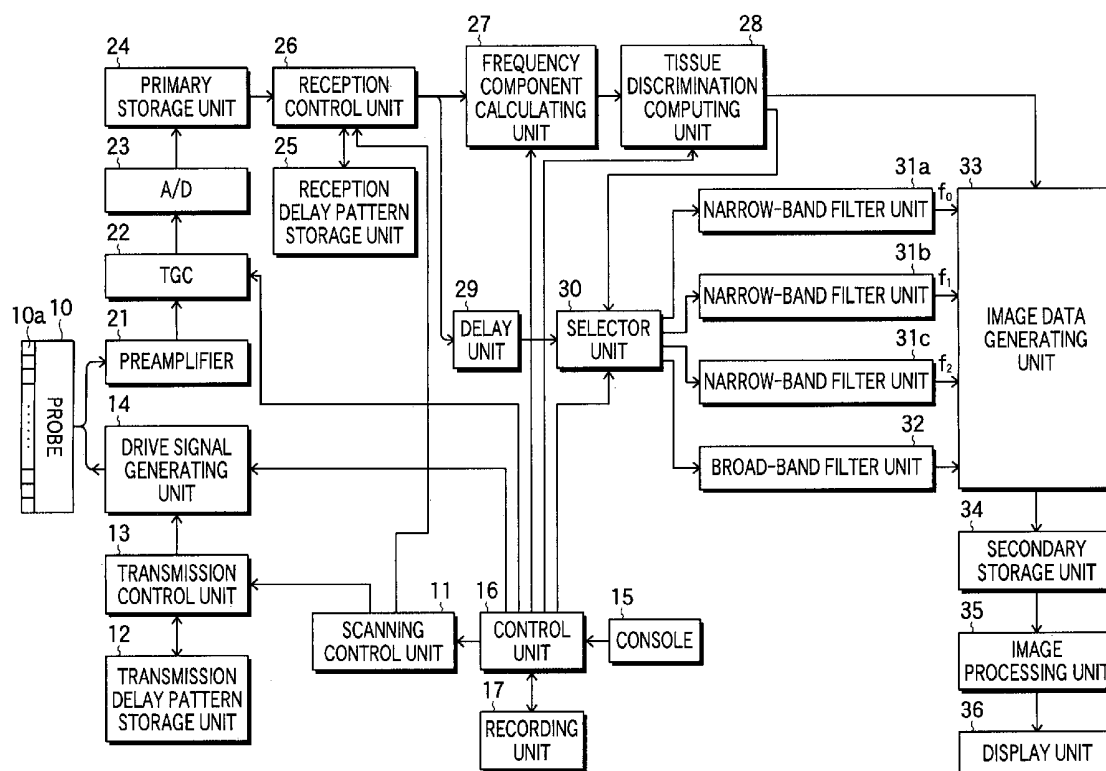 24
PRIMARY
STORAGE UNIT
26
RECEPTION
CONTROL UNIT
27
FREQUENCY
COMPONENT
CALCULATING
UNIT
28
TISSUE
DISCRIMINATION
COMPUTING
UNIT
23
A/D
25
RECEPTION
DELAY PATTERN
STORAGE UNIT
22
TGC
31a
NARROW-BAND FILTER UNIT
f0
31b
NARROW-BAND FILTER UNIT
f1
31c
NARROW-BAND FILTER UNIT
f2
32
BROAD-BAND FILTER UNIT
33
IMAGE DATA
GENERATING
UNIT
29
DELAY
UNIT
30
SELECTOR
UNIT
10a
10
PROBE
21
PREAMPLIFIER
14
DRIVE SIGNAL
GENERATING
UNIT
13
TRANSMISSION
CONTROL UNIT
12
TRANSMISSION
DELAY PATTERN
STORAGE UNIT
11
SCANNING
CONTROL UNIT
16
CONTROL
UNIT
15
CONSOLE
17
RECORDING
UNIT
34
SECONDARY
STORAGE UNIT
35
IMAGE
PROCESSING UNIT
36
DISPLAY UNIT